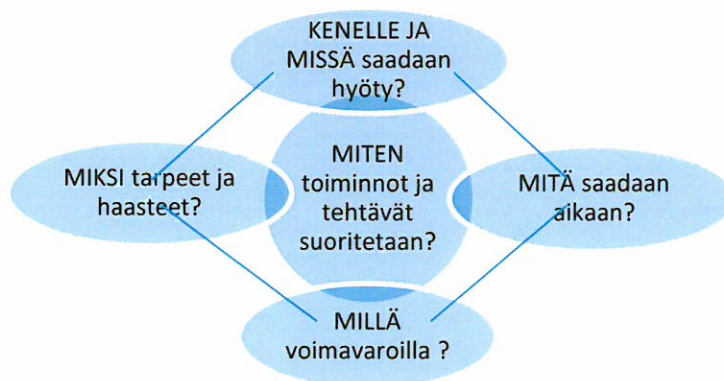 KENELLE JA
MISSÄ saadaan
hyöty?
MIKSI tarpeet ja
haasteet?
MITEN
toiminnot ja
tehtävät
suoritetaan?
MITÄ saadaan
aikaan?
MILLÄ
voimavaroilla ?